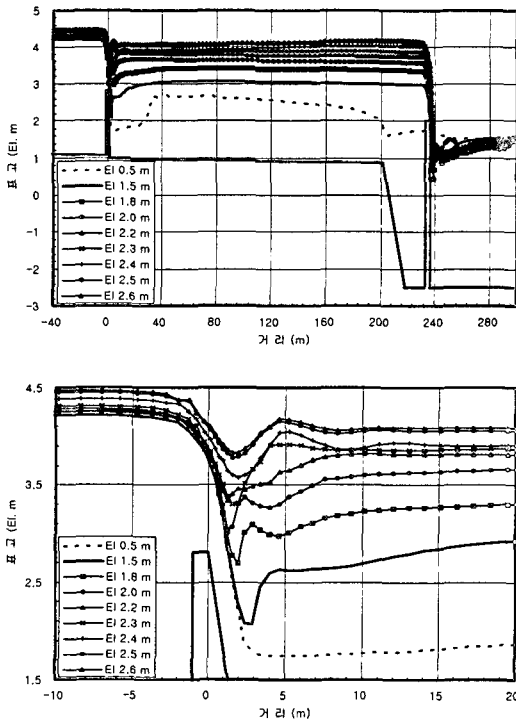 5
4
3
2
1
0
-1
-2
-3
표고 (El. m
El 0.5 m
El 1.5 m
El 1.8 m
El 2.0 m
El 2.2 m
El 2.3 m
El 2.4 m
El 2.5 m
El 2.6 m
-40 0 40 80 120 160 200 240 280
거리 (m)
4.5
3.5
2.5
1.5
표고 (El. m
El 0.5 m
El 1.5 m
El 1.8 m
El 2.0 m
El 2.2 m
El 2.3 m
El 2.4 m
El 2.5 m
El 2.6 m
-10 -5 0 5 10 15 20
거리 (m)